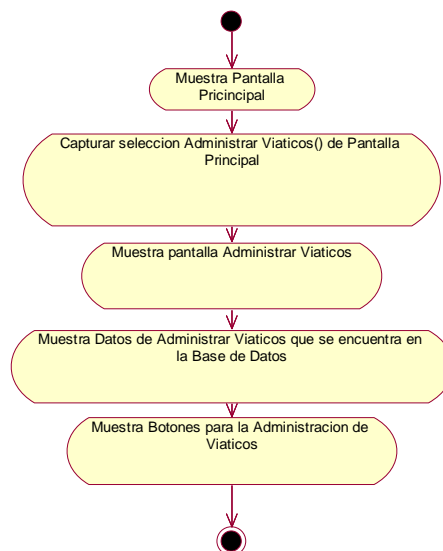 Muestra Pantalla
Pricincipal
Capturar seleccion Administrar Viaticos() de Pantalla
Principal
Muestra pantalla Administrar Viaticos
Muestra Datos de Administrar Viaticos que se encuentra en
la Base de Datos
Muestra Botones para la Administracion de
Viaticos